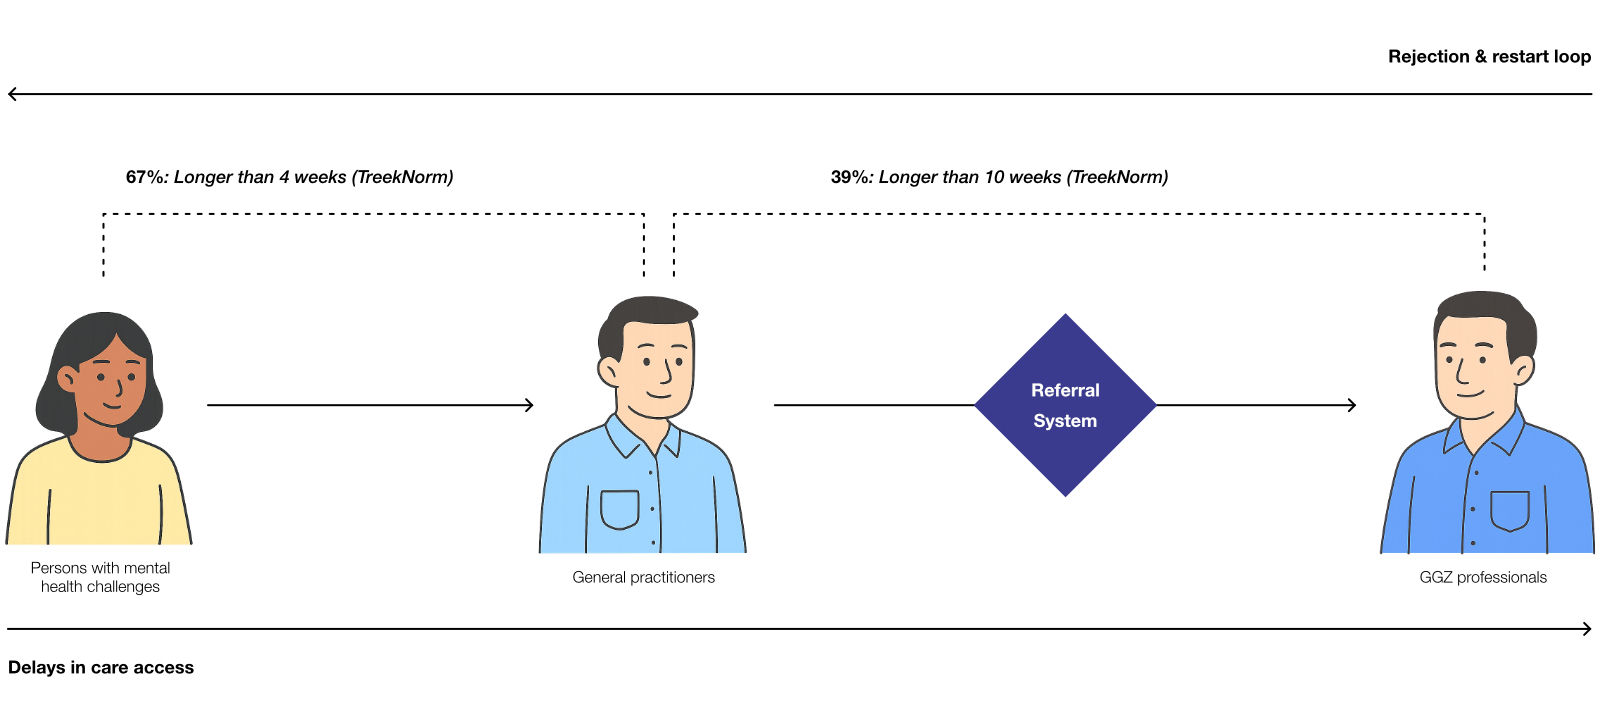 Rejection & restart loop
67%: Longer than 4 weeks (TreekNorm)
39%: Longer than 10 weeks (TreekNorm)
Referral
System
Persons with mental
health challenges
General practitioners
GGZ professionals
Delays in care access